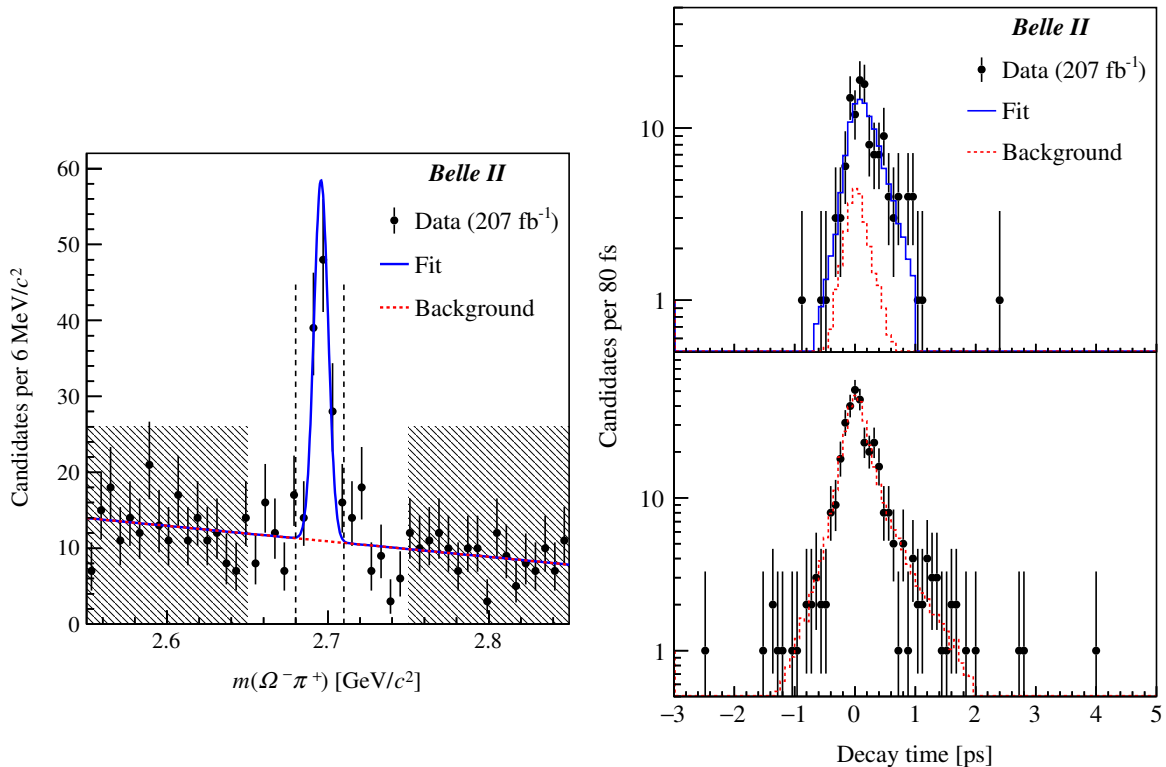 Belle II
Data (207 fb⁻¹)
Fit
Background
Candidates per 6 MeV/c²
60
50
40
30
20
10
0
2.6
2.7
2.8
m(Ω⁻π⁺) [GeV/c²]
Belle II
Data (207 fb⁻¹)
Fit
Background
Candidates per 80 fs
10
1
10
1
−3
−2
−1
0
1
2
3
4
5
Decay time [ps]